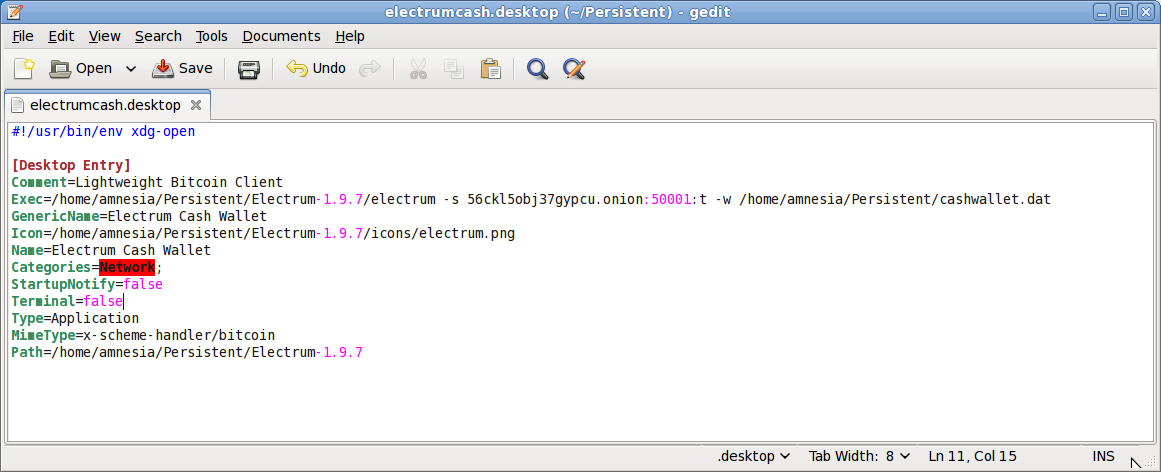 electrumcash.desktop (~/Persistent) - gedit
File Edit View Search Tools Documents Help
Open Save Undo
electrumcash.desktop
#!/usr/bin/env xdg-open
[Desktop Entry]
Comment=Lightweight Bitcoin Client
Exec=/home/amnesia/Persistent/Electrum-1.9.7/electrum -s 56ckl5obj37gypcu.onion:50001:t -w /home/amnesia/Persistent/cashwallet.dat
GenericName=Electrum Cash Wallet
Icon=/home/amnesia/Persistent/Electrum-1.9.7/icons/electrum.png
Name=Electrum Cash Wallet
Categories=Network;
StartupNotify=false
Terminal=false
Type=Application
MimeType=x-scheme-handler/bitcoin
Path=/home/amnesia/Persistent/Electrum-1.9.7
.desktop Tab Width: 8 Ln 11, Col 15 INS